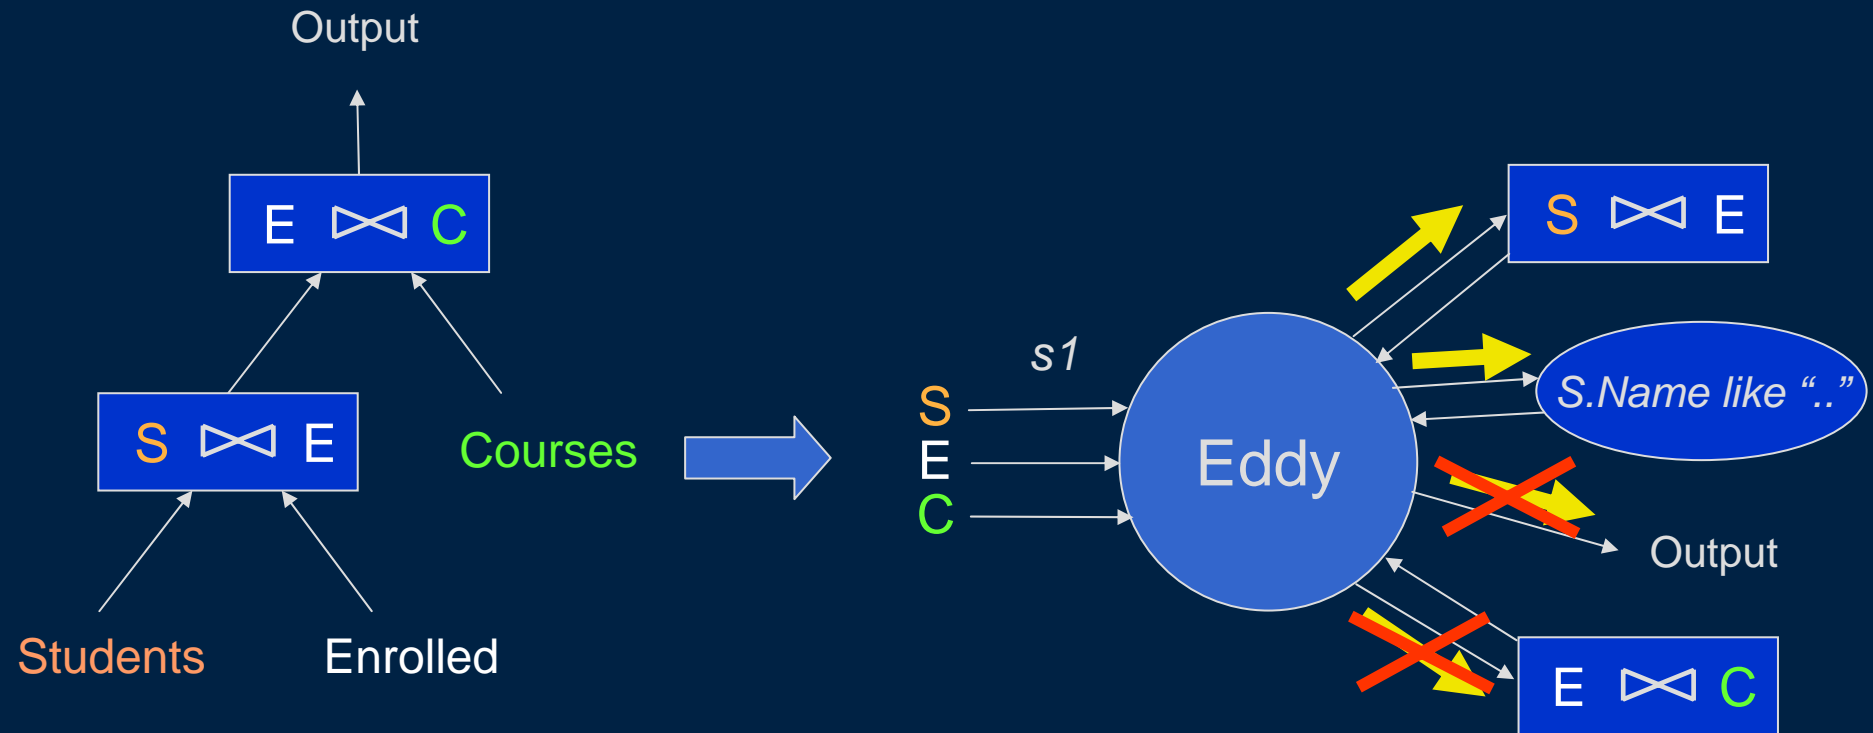 Output
E ⋈ C
S ⋈ E
Courses
Students
Enrolled
s1
S
E
C
Eddy
S ⋈ E
S.Name like “..”
Output
E ⋈ C